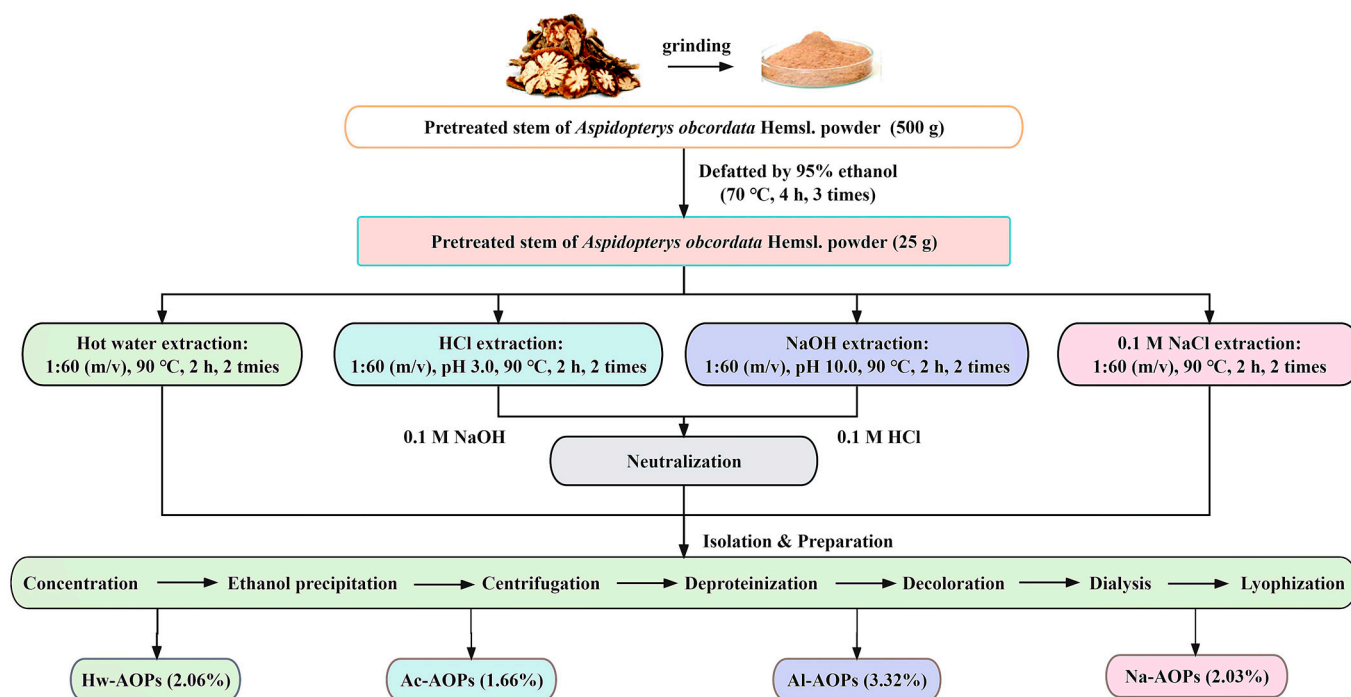 grinding
Pretreated stem of Aspidopterys obcordata Hemsl. powder (500 g)
Defatted by 95% ethanol
(70 ℃, 4 h, 3 times)
Pretreated stem of Aspidopterys obcordata Hemsl. powder (25 g)
Hot water extraction:
1:60 (m/v), 90 ℃, 2 h, 2 tmies
HCl extraction:
1:60 (m/v), pH 3.0, 90 ℃, 2 h, 2 times
NaOH extraction:
1:60 (m/v), pH 10.0, 90 ℃, 2 h, 2 times
0.1 M NaCl extraction:
1:60 (m/v), 90 ℃, 2 h, 2 times
0.1 M NaOH
0.1 M HCl
Neutralization
Isolation & Preparation
Concentration
Ethanol precipitation
Centrifugation
Deproteinization
Decoloration
Dialysis
Lyophization
Hw-AOPs (2.06%)
Ac-AOPs (1.66%)
Al-AOPs (3.32%)
Na-AOPs (2.03%)